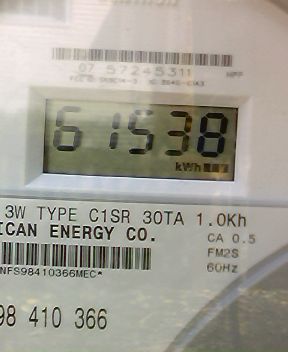 07 57245311
61538
kWh
3W TYPE C1SR 30TA 1.0Kh
ICAN ENERGY CO.
CA 0.5
FM2S
60Hz
NFS98410366MEC*
98 410 366